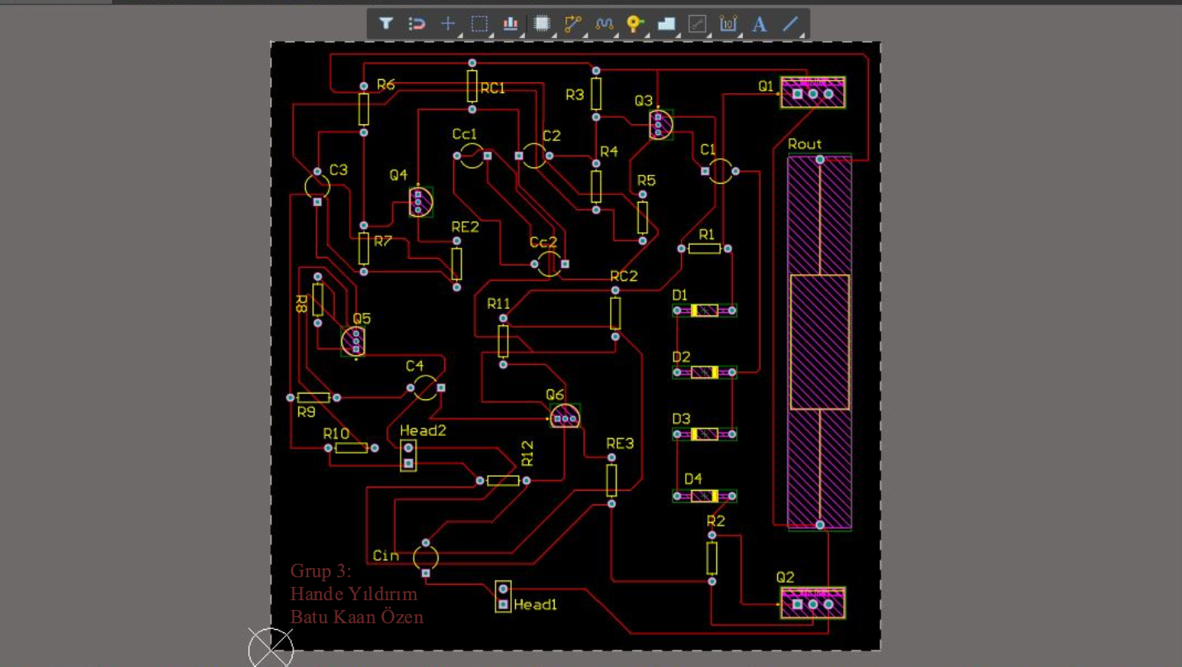 10
A
R6
RC1
R3
Q3
Q1
Cc1
C2
R4
C1
Rout
C3
Q4
R5
R7
RE2
Cc2
R1
RC2
R8
R11
D1
Q5
D2
C4
Q6
R9
D3
R10
Head2
R12
RE3
D4
R2
Cin
Q2
Head1
Grup 3:
Hande Yıldırım
Batu Kaan Özen